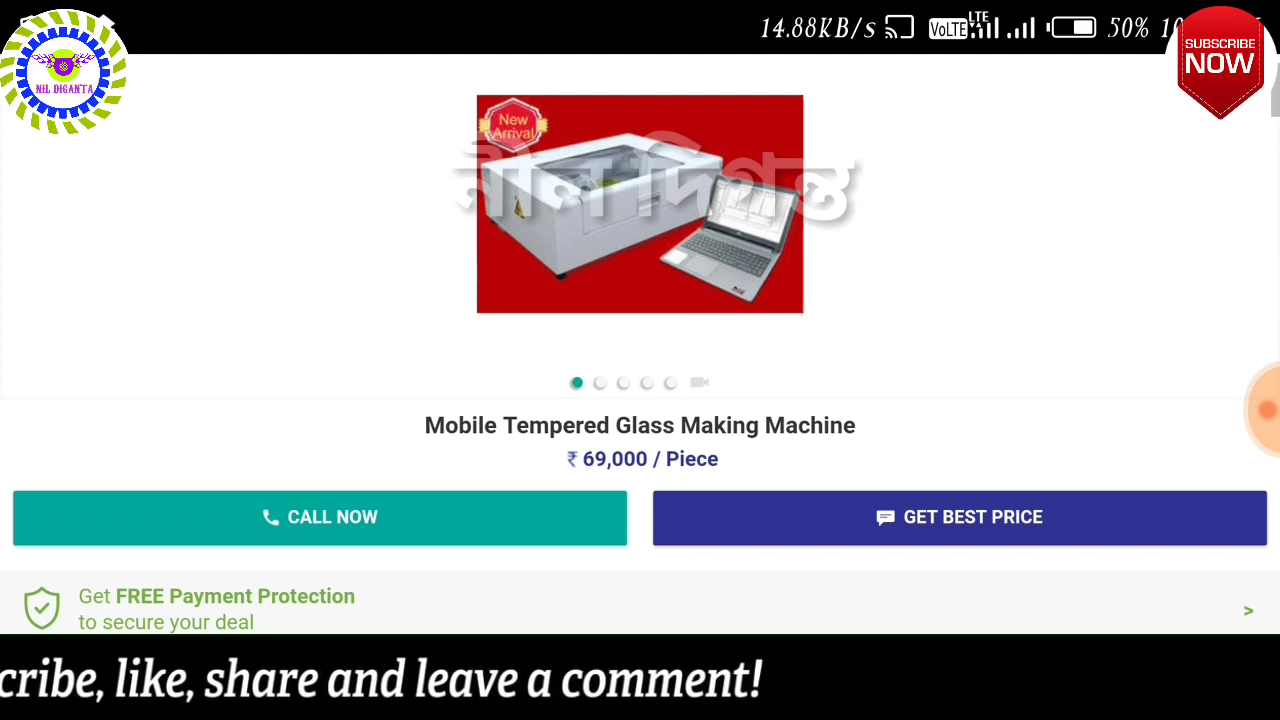 14.88KB/s VoLTE LTE 50%
NIL DIGANTA
SUBSCRIBE
NOW
New
Arrival
নীল দিগন্ত
Mobile Tempered Glass Making Machine
₹ 69,000 / Piece
CALL NOW
GET BEST PRICE
Get FREE Payment Protection
to secure your deal
>
cribe, like, share and leave a comment!